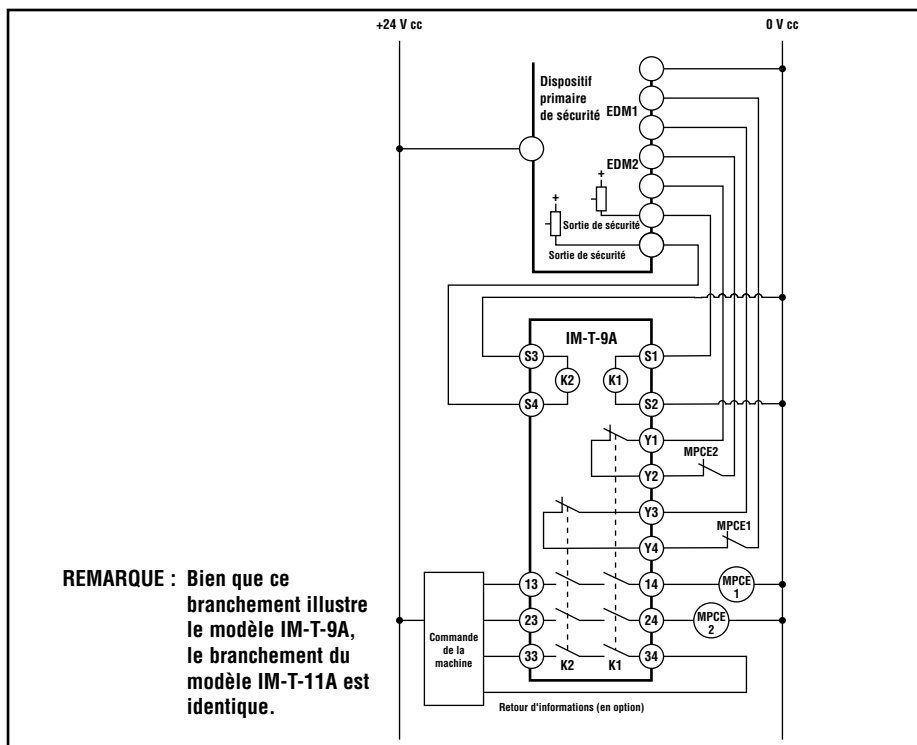 +24 V cc
0 V cc
Dispositif
primaire
de sécurité
EDM1
EDM2
+
+
Sortie de sécurité
Sortie de sécurité
IM-T-9A
S3
S1
K2
K1
S4
S2
Y1
MPCE2
Y2
Y3
MPCE1
Y4
13
14
MPCE
1
23
24
MPCE
2
33
K2
K1
34
Commande
de la
machine
Retour d'informations (en option)
REMARQUE : Bien que ce
branchement illustre
le modèle IM-T-9A,
le branchement du
modèle IM-T-11A est
identique.